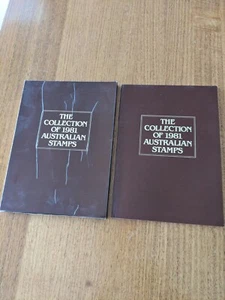 THE
COLLECTION
OF 1981
AUSTRALIAN
STAMPS
THE
COLLECTION
OF 1981
AUSTRALIAN
STAMPS